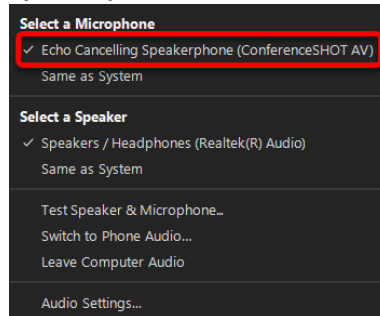 Select a Microphone
✓ Echo Cancelling Speakerphone (ConferenceSHOT AV)
Same as System
Select a Speaker
✓ Speakers / Headphones (Realtek(R) Audio)
Same as System
Test Speaker & Microphone...
Switch to Phone Audio...
Leave Computer Audio
Audio Settings...